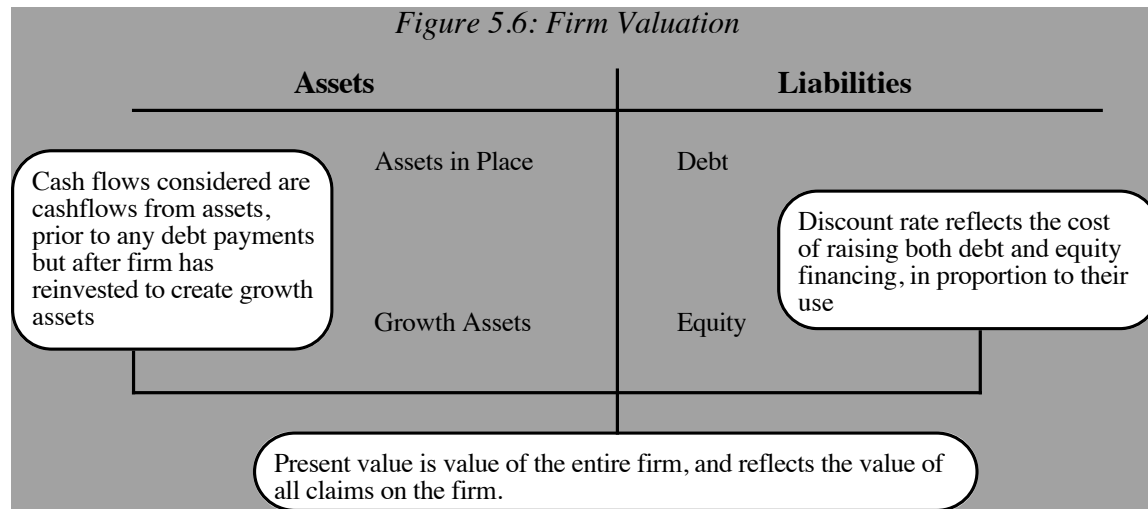 Figure 5.6: Firm Valuation
Assets
Liabilities
Assets in Place
Debt
Cash flows considered are
cashflows from assets,
prior to any debt payments
but after firm has
reinvested to create growth
assets
Discount rate reflects the cost
of raising both debt and equity
financing, in proportion to their
use
Growth Assets
Equity
Present value is value of the entire firm, and reflects the value of
all claims on the firm.